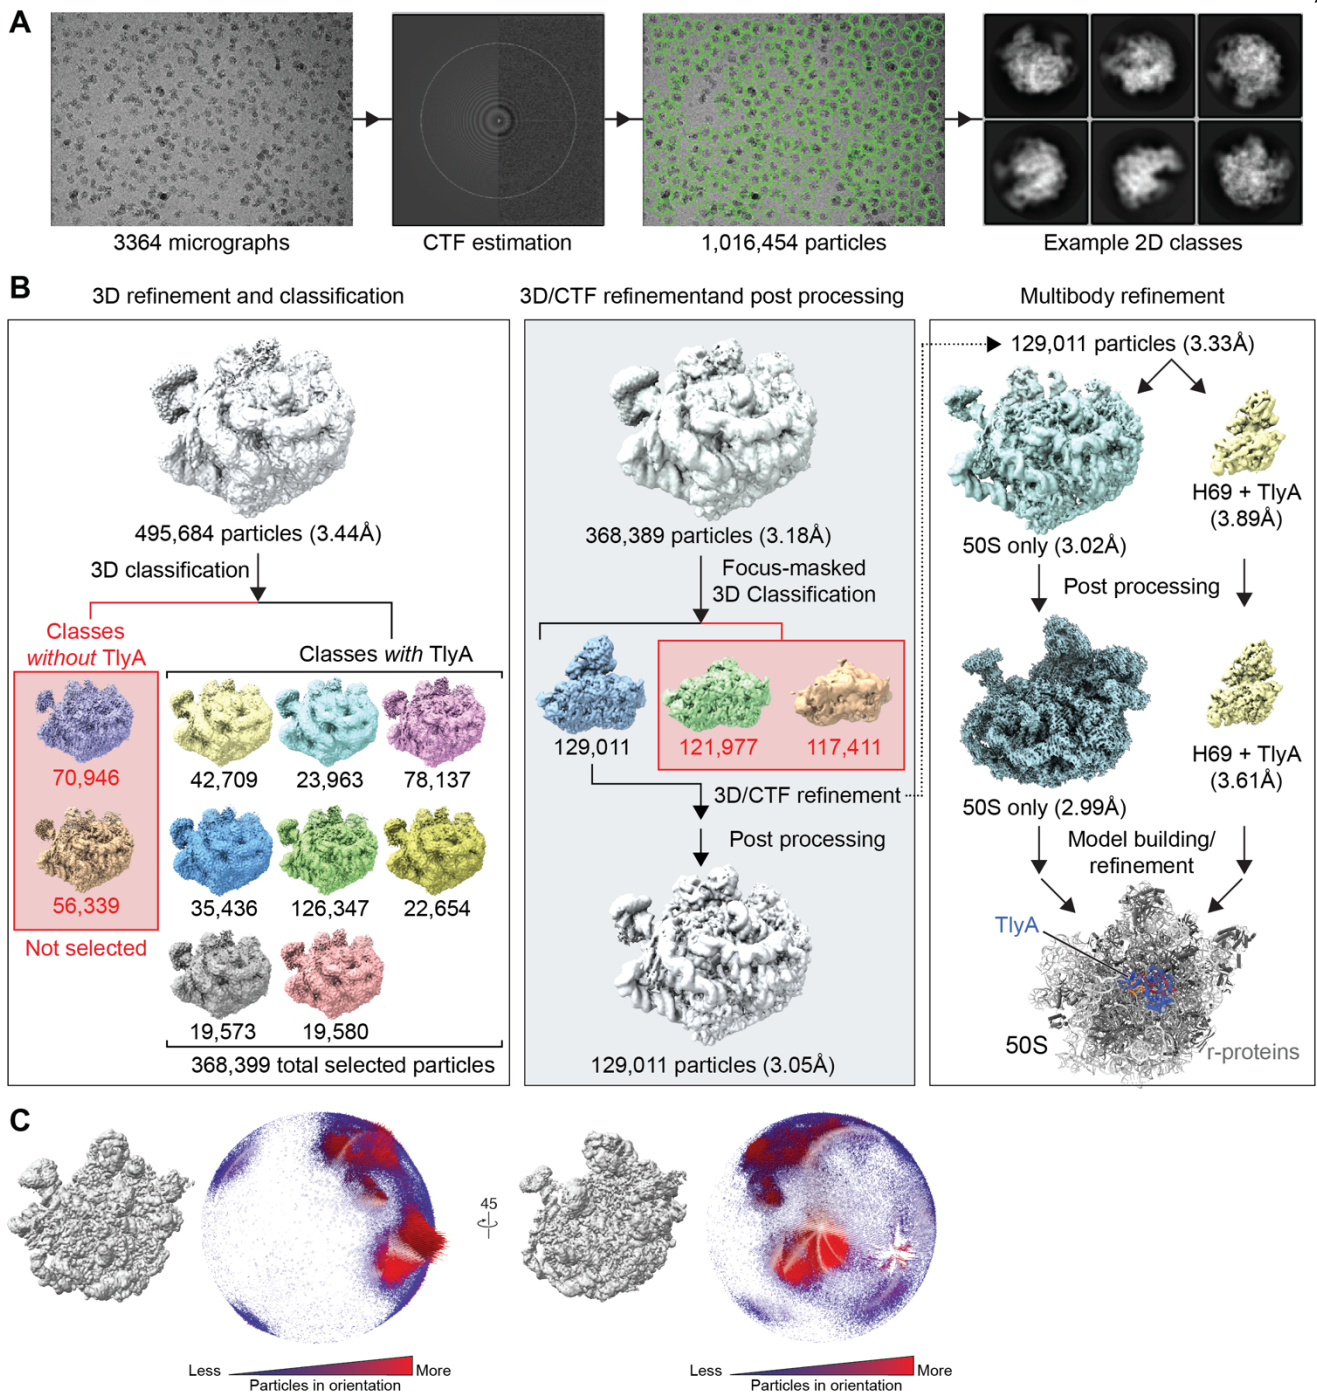 A
3364 micrographs
CTF estimation
1,016,454 particles
Example 2D classes
B
3D refinement and classification
3D/CTF refinementand post processing
Multibody refinement
495,684 particles (3.44Å)
3D classification
Classes
without TlyA
Classes with TlyA
70,946
42,709
23,963
78,137
56,339
35,436
126,347
22,654
Not selected
19,573
19,580
368,399 total selected particles
368,389 particles (3.18Å)
Focus-masked
3D Classification
129,011
121,977
117,411
3D/CTF refinement
Post processing
129,011 particles (3.05Å)
129,011 particles (3.33Å)
H69 + TlyA
(3.89Å)
50S only (3.02Å)
Post processing
H69 + TlyA
(3.61Å)
50S only (2.99Å)
Model building/
refinement
TlyA
50S
r-proteins
C
45
Less
More
Particles in orientation
Less
More
Particles in orientation